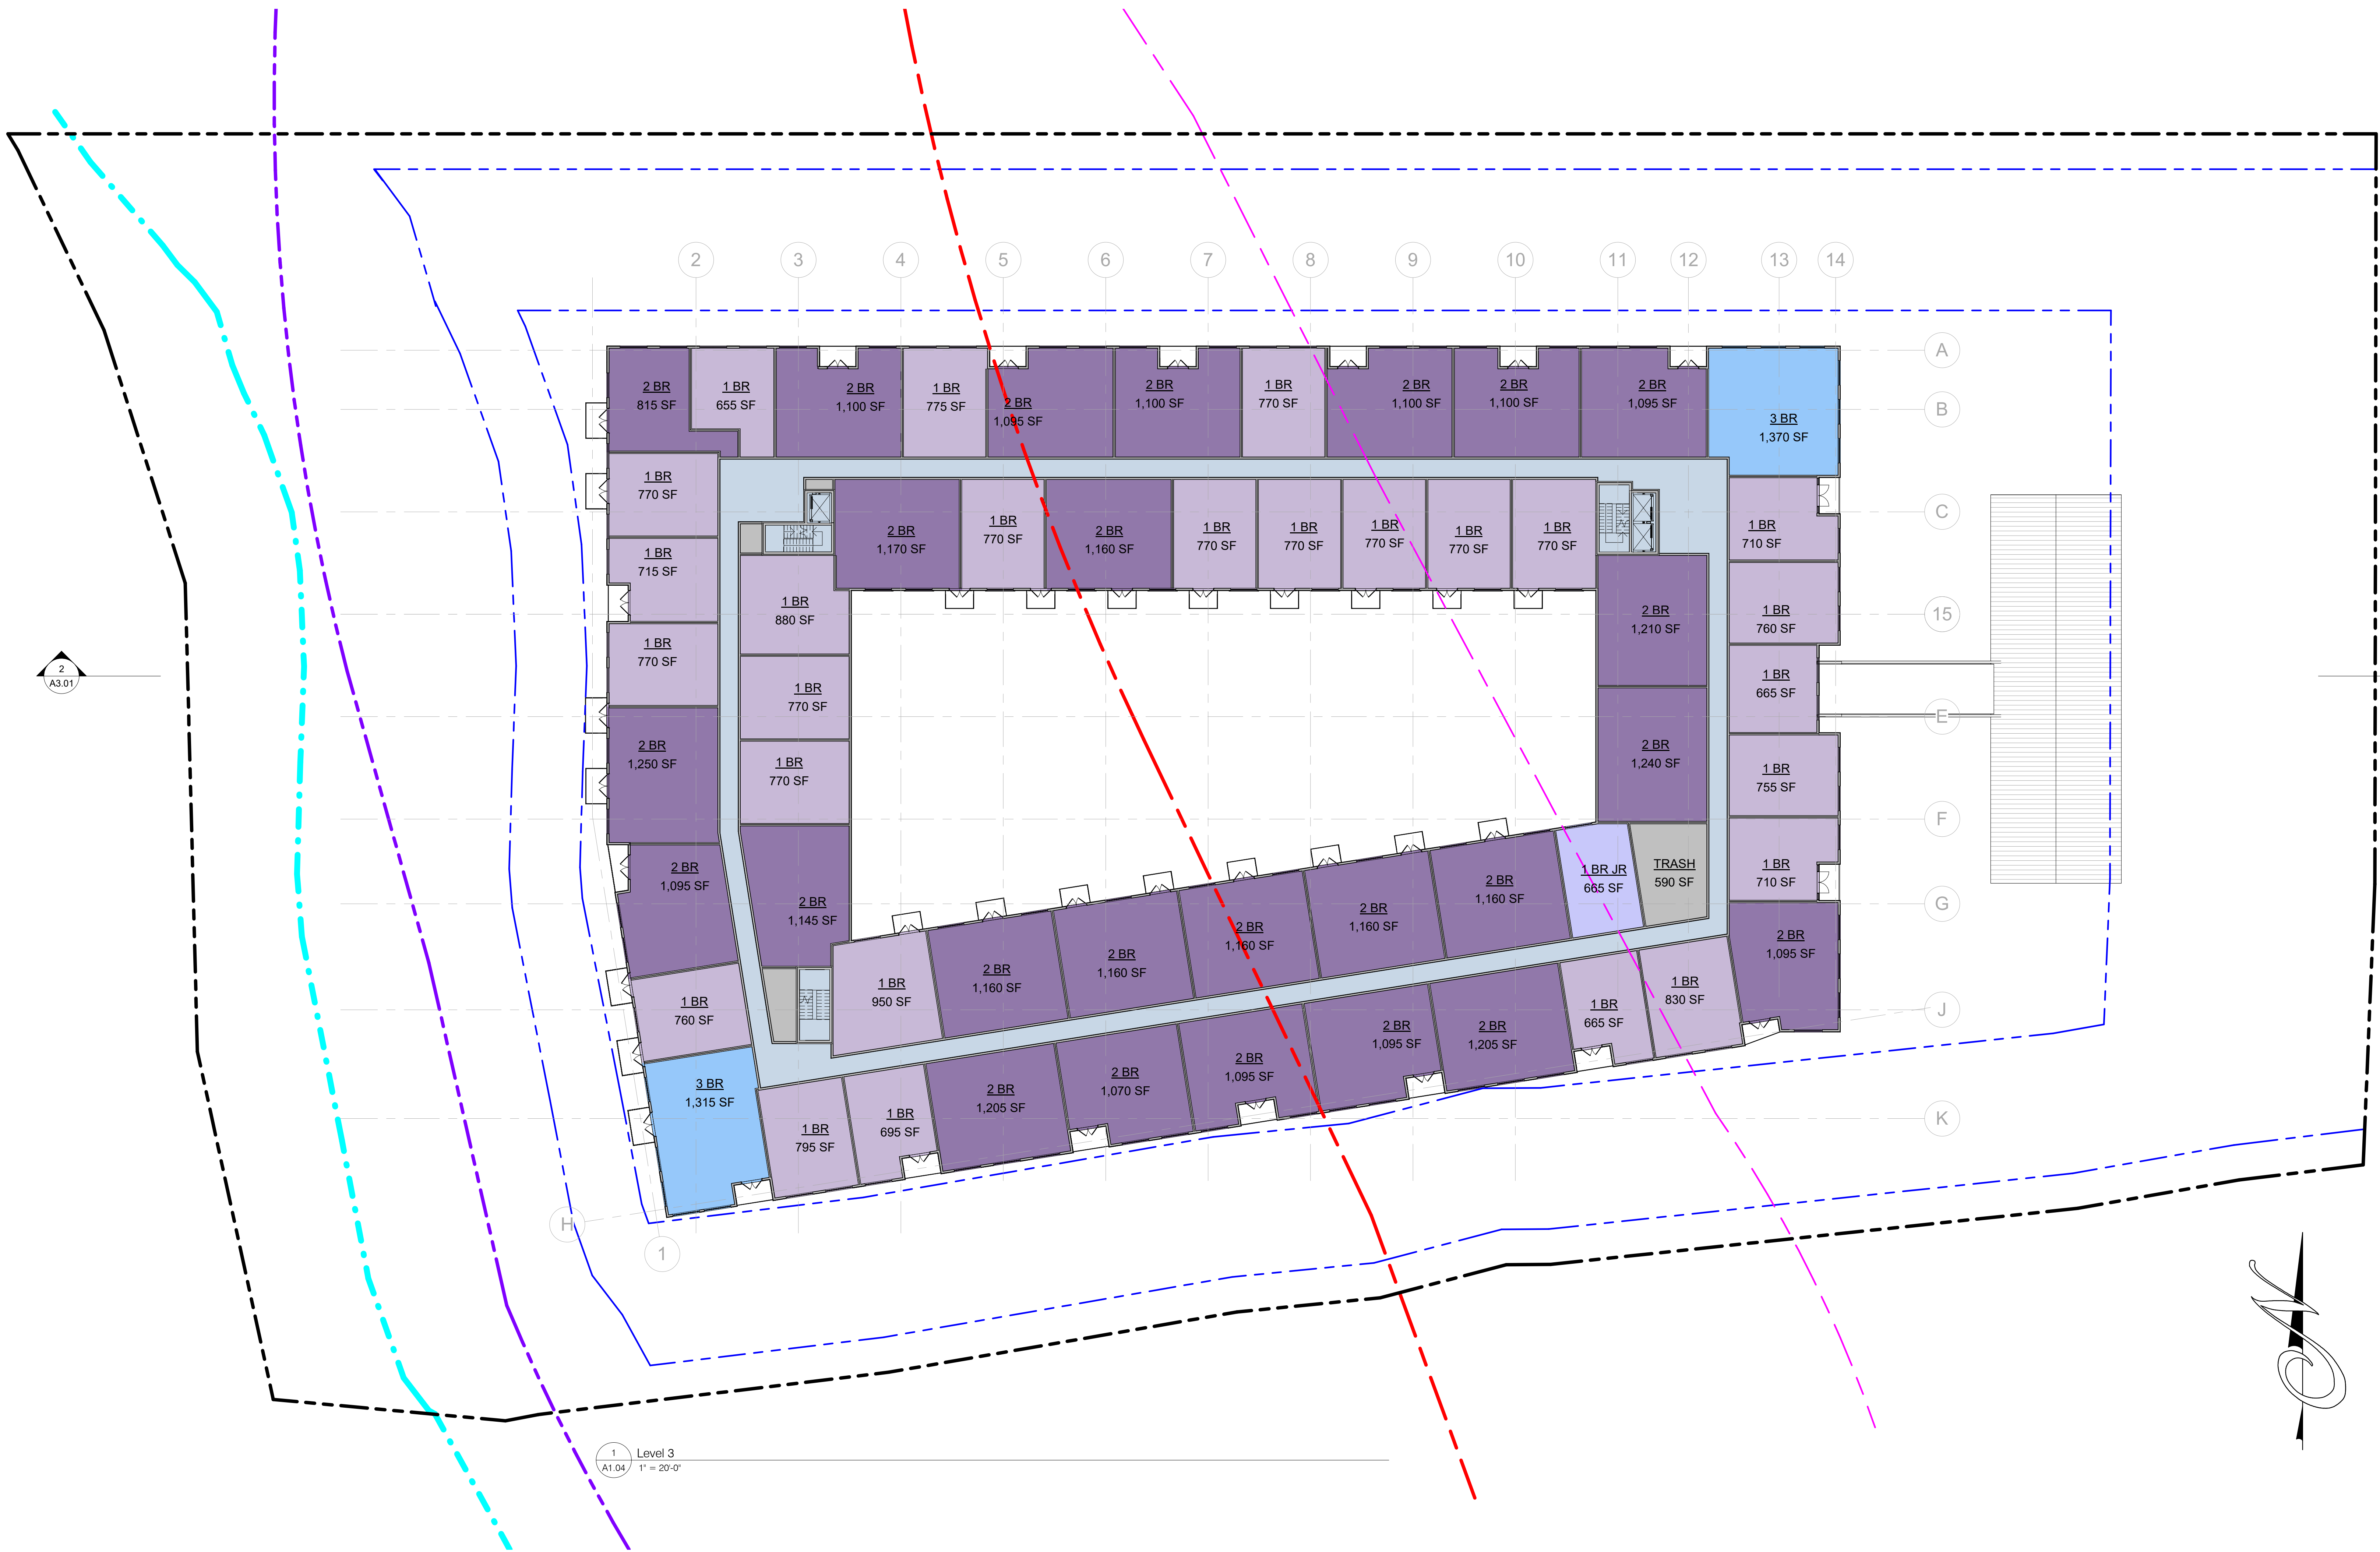 2
3
4
5
6
7
8
9
10
11
12
13
14
A
B
C
15
E
F
G
J
K
H
1
2 BR
815 SF
1 BR
655 SF
2 BR
1,100 SF
1 BR
775 SF
2 BR
1,095 SF
2 BR
1,100 SF
1 BR
770 SF
2 BR
1,100 SF
2 BR
1,100 SF
2 BR
1,095 SF
3 BR
1,370 SF
1 BR
770 SF
1 BR
715 SF
1 BR
770 SF
2 BR
1,250 SF
2 BR
1,095 SF
1 BR
760 SF
3 BR
1,315 SF
2 BR
1,170 SF
1 BR
770 SF
2 BR
1,160 SF
1 BR
770 SF
1 BR
770 SF
1 BR
770 SF
1 BR
770 SF
1 BR
770 SF
1 BR
880 SF
1 BR
770 SF
1 BR
770 SF
2 BR
1,145 SF
2 BR
1,210 SF
2 BR
1,240 SF
1 BR
710 SF
1 BR
760 SF
1 BR
665 SF
1 BR
755 SF
1 BR
710 SF
2 BR
1,095 SF
1 BR
950 SF
2 BR
1,160 SF
2 BR
1,160 SF
2 BR
1,160 SF
2 BR
1,160 SF
2 BR
1,160 SF
1 BR JR
665 SF
TRASH
590 SF
1 BR
795 SF
1 BR
695 SF
2 BR
1,205 SF
2 BR
1,070 SF
2 BR
1,095 SF
2 BR
1,095 SF
2 BR
1,205 SF
1 BR
665 SF
1 BR
830 SF
2
A3.01
1
A1.04
Level 3
1" = 20'-0"